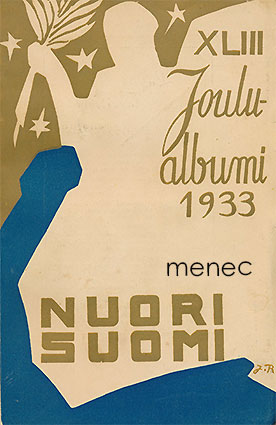 XLIII
Joulu-
albumi
1933
menec
NUORI
SUOMI